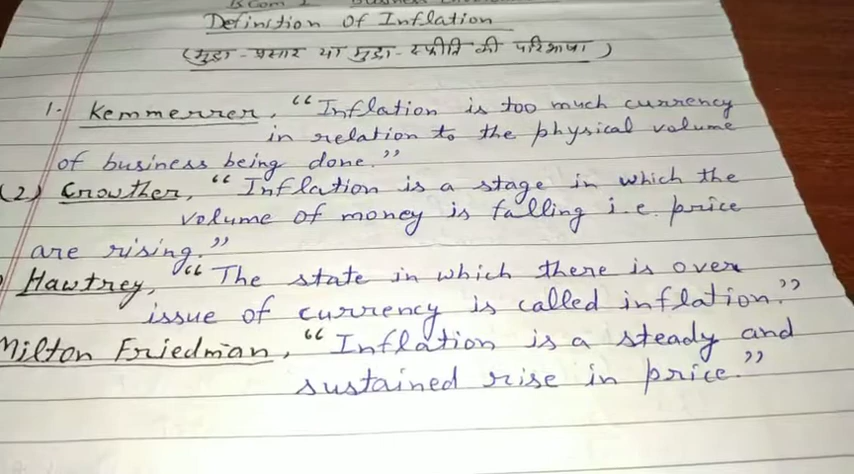 Definition Of Inflation
(मुद्रा - प्रसार या मुद्रा - स्फीति की परिभाषा)
1. Kemmerrer, “Inflation is too much currency
in relation to the physical volume
of business being done.”
(2) Crowther, “Inflation is a stage in which the
volume of money is falling i.e. price
are rising.”
Hawtrey, “The state in which there is over
issue of currency is called inflation.”
Milton Friedman, “Inflation is a steady and
sustained rise in price.”